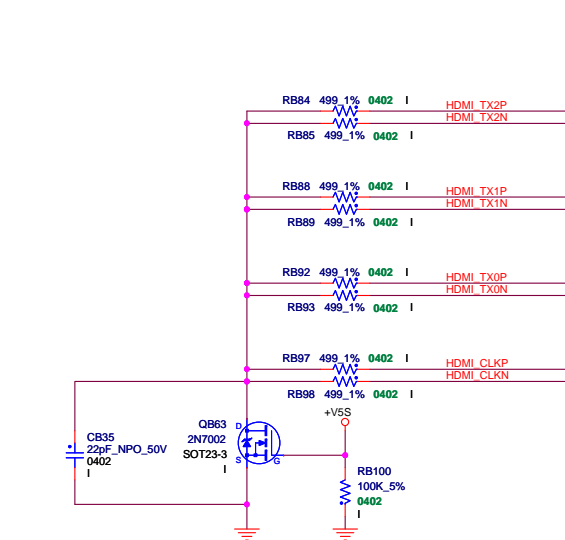 RB84 499_1% 0402 I
HDMI_TX2P
HDMI_TX2N
RB85 499_1% 0402 I
RB88 499_1% 0402 I
HDMI_TX1P
HDMI_TX1N
RB89 499_1% 0402 I
RB92 499_1% 0402 I
HDMI_TX0P
HDMI_TX0N
RB93 499_1% 0402 I
RB97 499_1% 0402 I
HDMI_CLKP
HDMI_CLKN
RB98 499_1% 0402 I
+V5S
QB63
2N7002
SOT23-3
I
D
S
G
CB35
22pF_NPO_50V
0402
I
RB100
100K_5%
0402
I